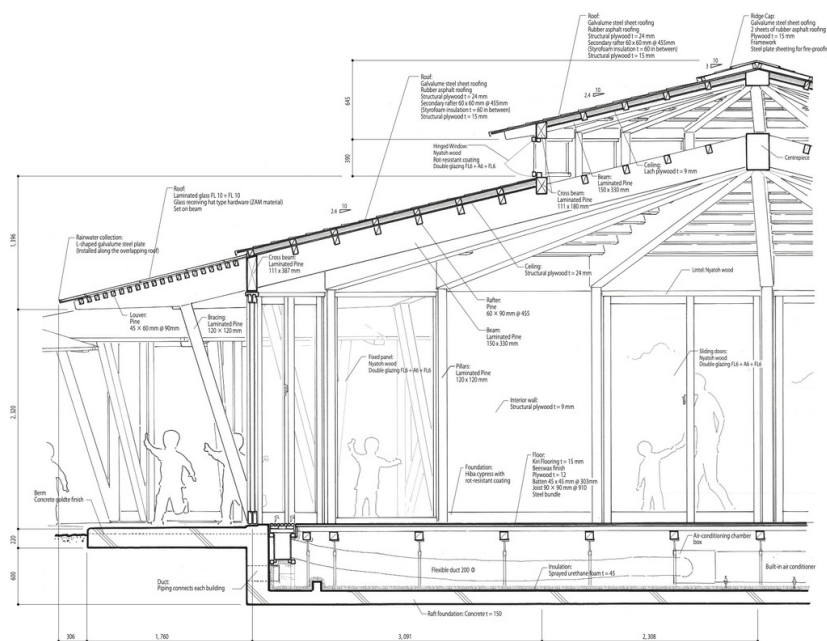 Roof:
Galvalume steel sheet roofing
Rubber asphalt roofing
Structural plywood t = 24 mm
Secondary rafter 60 x 60 mm @ 455mm
(Styrofoam insulation t = 60 in between)
Structural plywood t = 15 mm
Ridge Cap:
Galvalume steel sheet oofing
2 sheets of rubber asphalt roofing
Plywood t = 15 mm
Framework
Steel plate sheeting for fire-proofing
3 10
2.4 10
Roof:
Galvalume steel sheet roofing
Rubber asphalt roofing
Structural plywood t = 24 mm
Secondary rafter 60 x 60 mm @ 455mm
(Styrofoam insulation t = 60 in between)
Structural plywood t = 15 mm
645
390
Hinged Window:
Nyatoh wood
Rot-resistant coating
Double glazing FL6 + A6 + FL6
Ceiling:
Lach plywood t = 9 mm
Centrepiece
Beam:
Laminated Pine
150 x 330 mm
Cross beam:
Laminated Pine
111 x 180 mm
Roof:
Laminated glass FL 10 + FL 10
Glass receiving hat type hardware (ZAM material)
Set on beam
2.6 10
Rainwater collection:
L-shaped galvalume steel plate
(Installed along the overlapping roof)
1,196
Cross beam:
Laminated Pine
111 x 387 mm
Ceiling:
Structural plywood t = 24 mm
Lintel: Nyatoh wood
Rafter:
Pine
60 × 90 mm @ 455
Louver:
Pine
45 × 60 mm @ 90mm
Bracing:
Laminated Pine
120 × 120 mm
Beam:
Laminated Pine
150 x 330 mm
Fixed panel:
Nyatoh wood
Double glazing FL6 + A6 + FL6
Pillars:
Laminated Pine
120 x 120 mm
Sliding doors:
Nyatoh wood
Double glazing FL6 + A6 + FL6
2,320
Interior wall:
Structural plywood t = 9 mm
Foundation:
Hiba cypress with
rot-resistant coating
Floor:
Kiri Flooring t = 15 mm
Beeswax finish
Plywood t = 12
Batten 45 x 45 mm @ 303mm
Joist 90 × 90 mm @ 910
Steel bundle
Berm
Concrete goldte finish
220
600
Air-conditioning chamber
box
Duct:
Piping connects each building
Flexible duct 200 Φ
Insulation:
Sprayed urethane foam t = 45
Built-in air conditioner
Raft foundation: Concrete t = 150
306 1,760 3,091 2,308